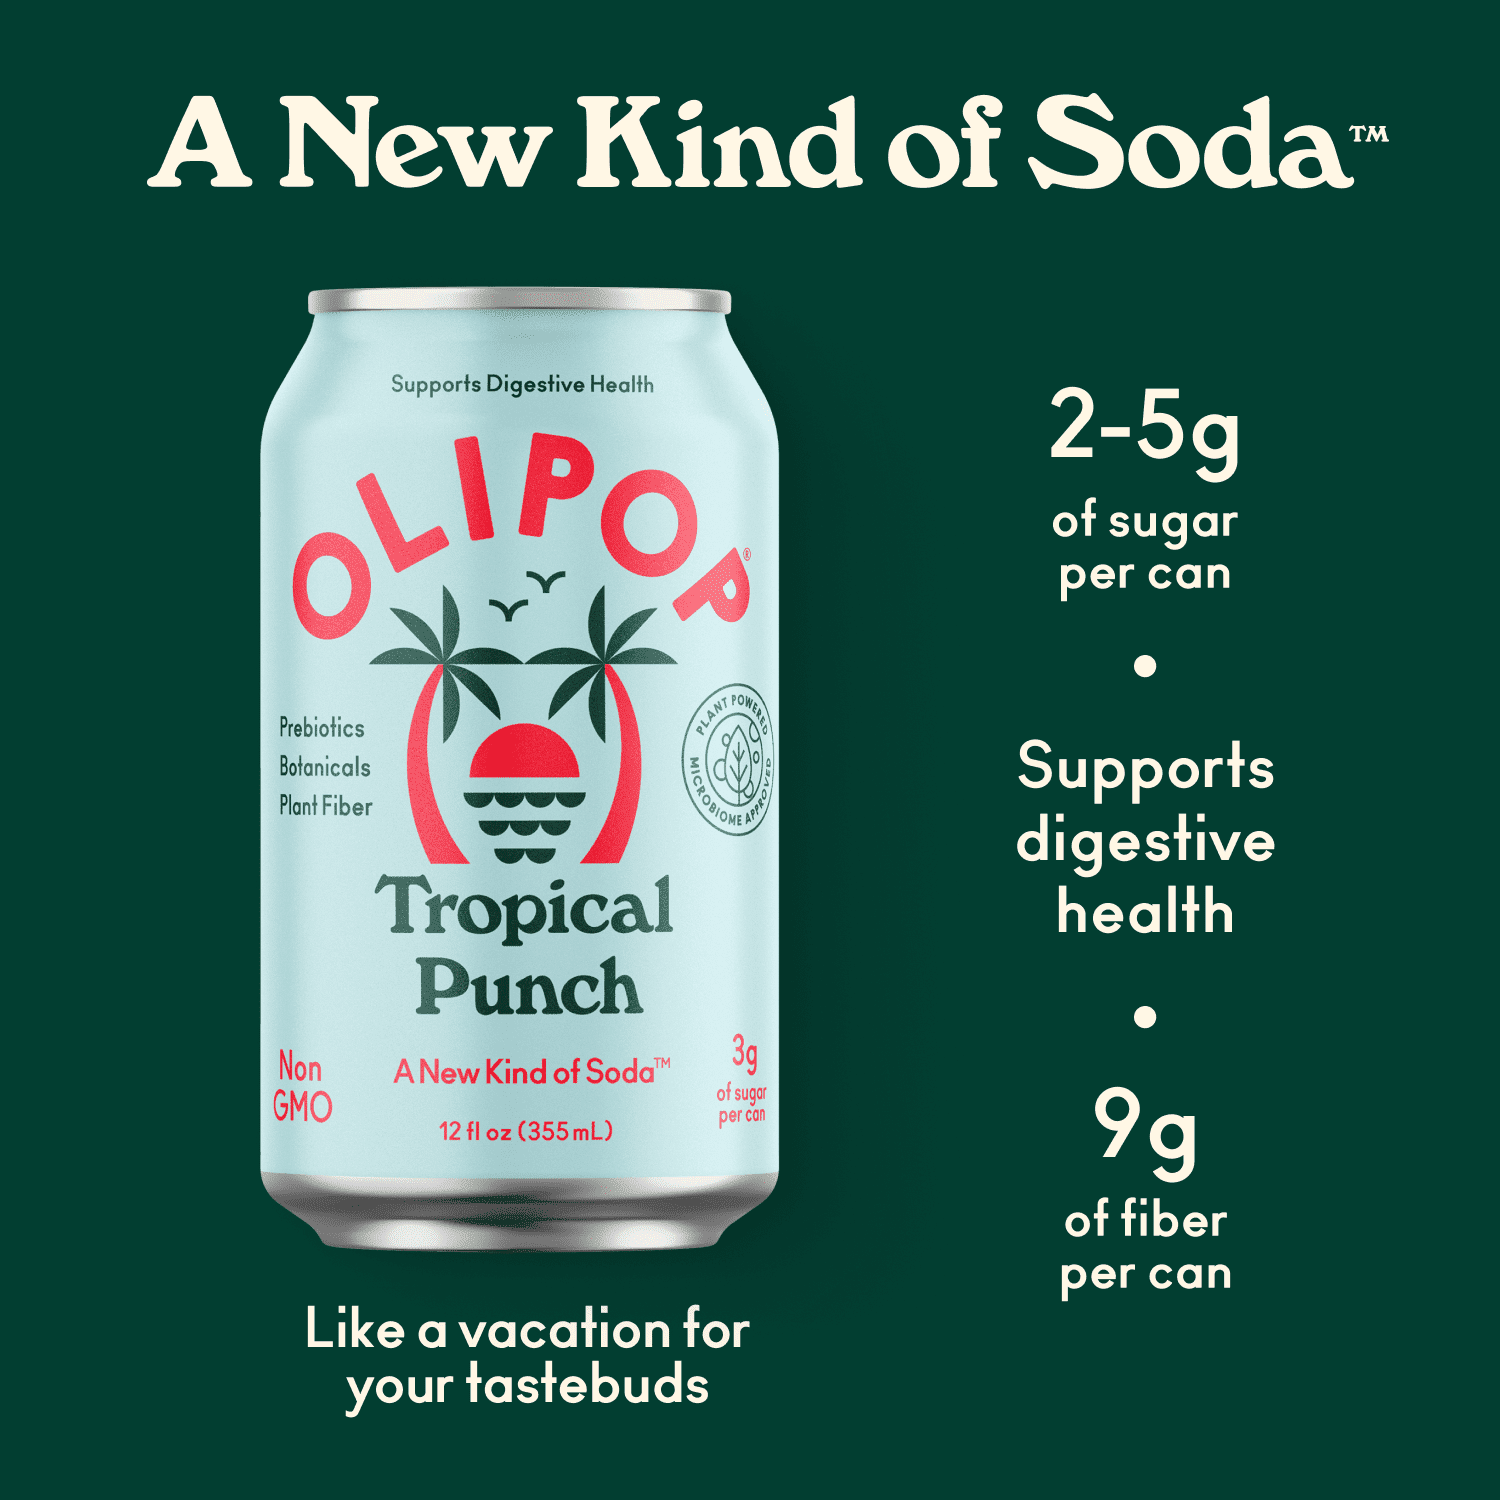 A New Kind of Soda™
Supports Digestive Health
OLIPOP®
Prebiotics
Botanicals
Plant Fiber
PLANT POWERED
MICROBIOME APPROVED
Tropical
Punch
Non
GMO
A New Kind of Soda™
12 fl oz (355 mL)
3g
of sugar
per can
Like a vacation for
your tastebuds
2-5g
of sugar
per can
Supports
digestive
health
9g
of fiber
per can